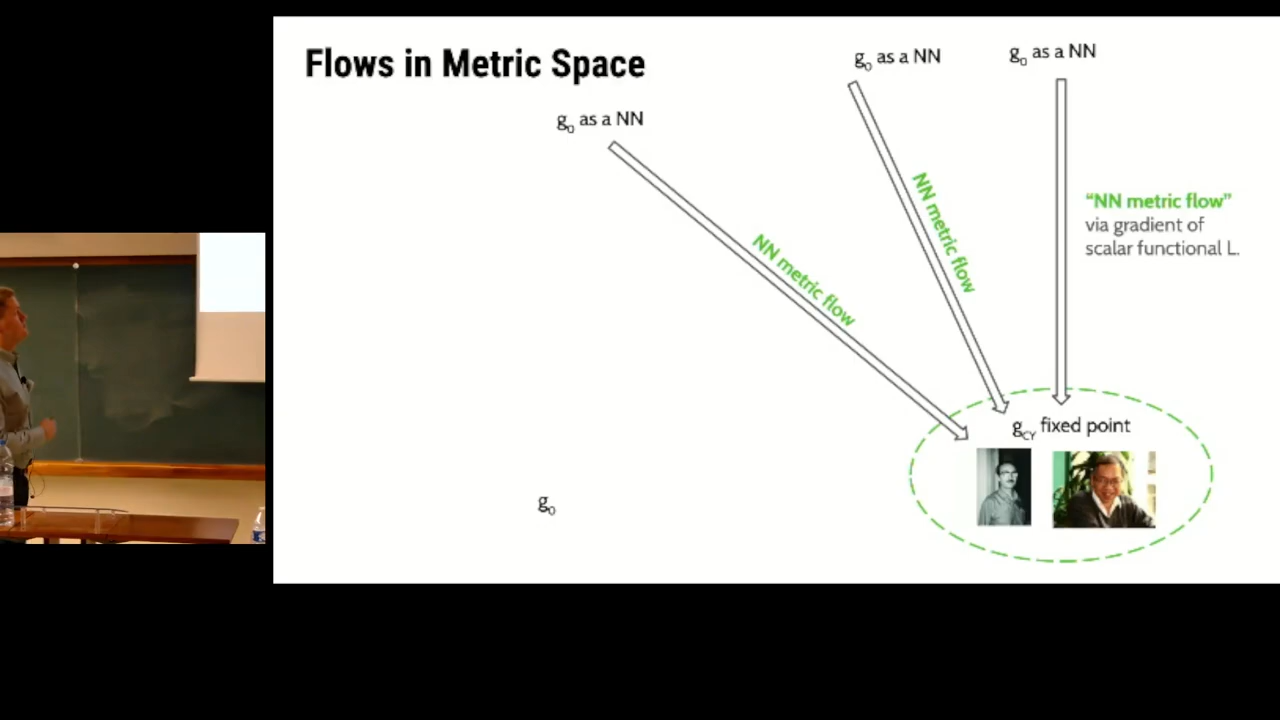 Flows in Metric Space
g₀ as a NN
g₀ as a NN
g₀ as a NN
NN metric flow
NN metric flow
“NN metric flow”
via gradient of
scalar functional L.
g_CY fixed point
g₀